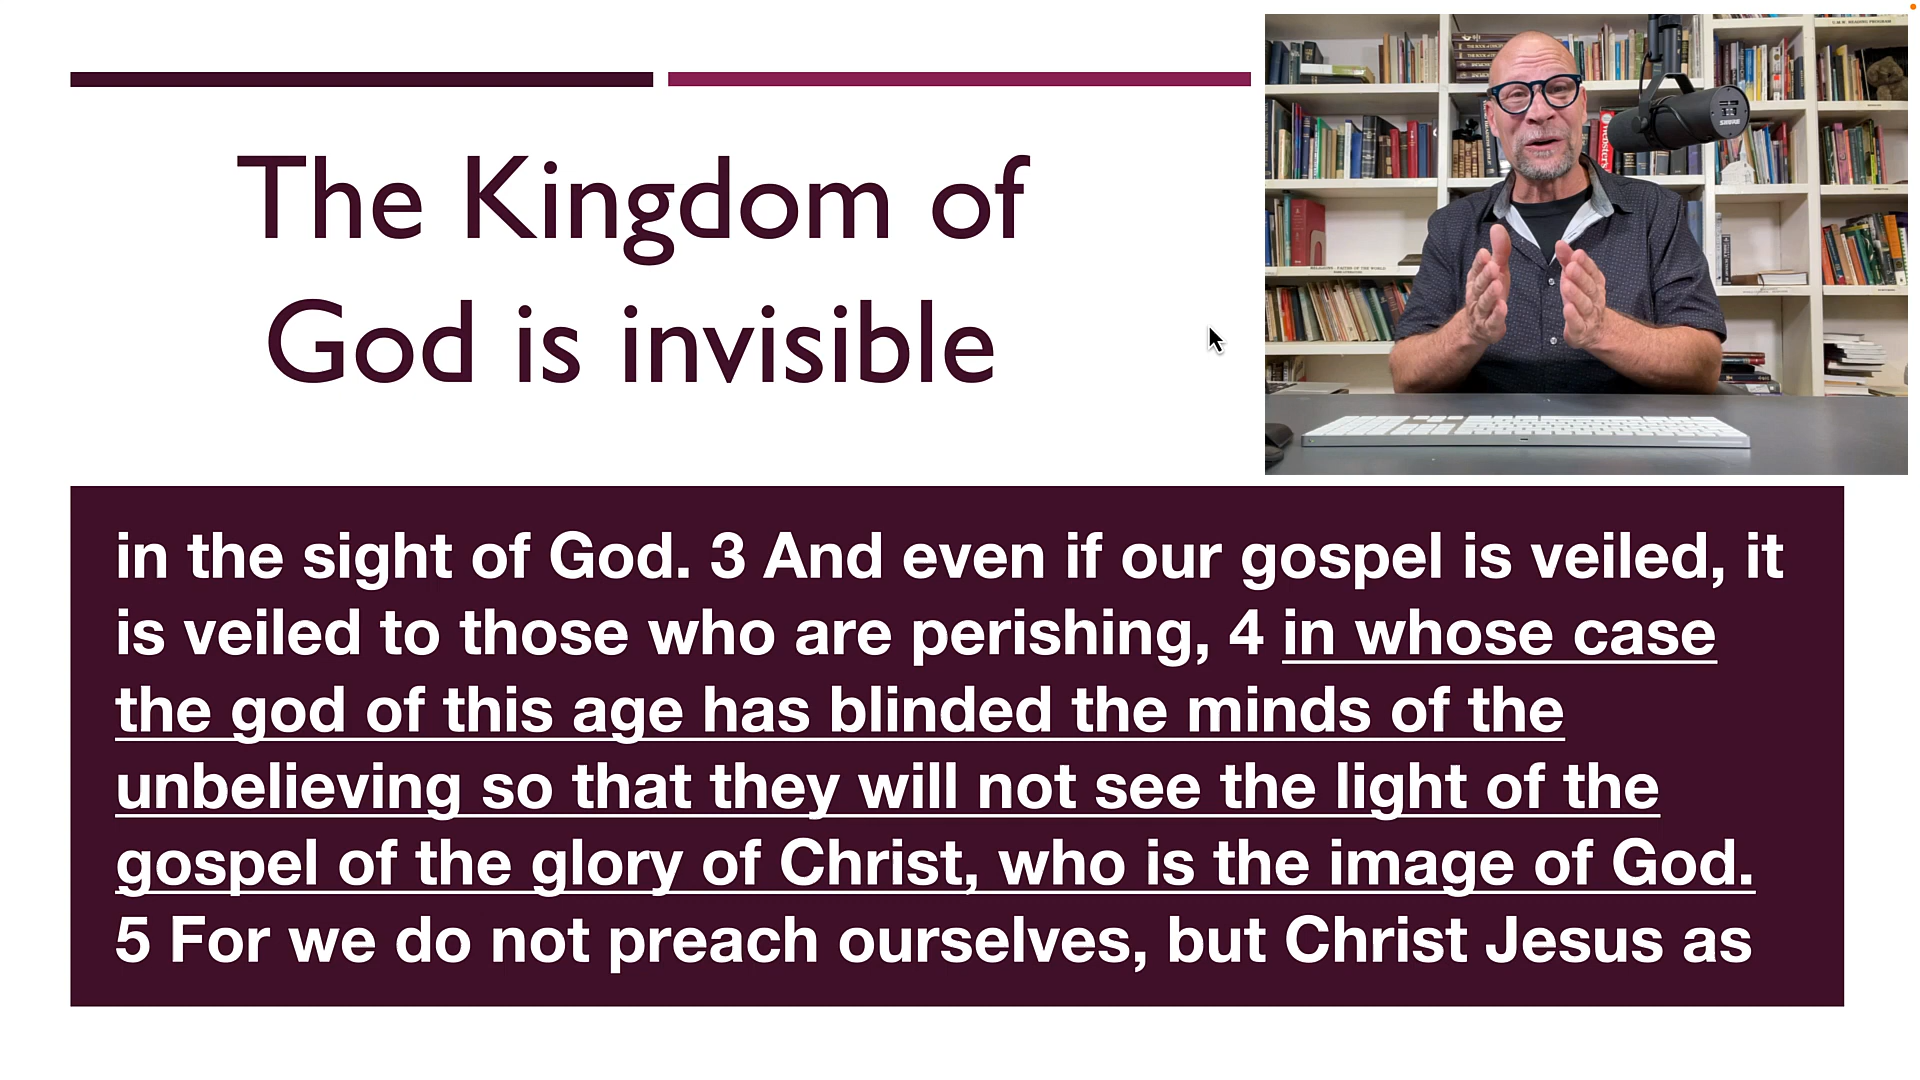 The Kingdom of
God is invisible
SHURE
in the sight of God. 3 And even if our gospel is veiled, it
is veiled to those who are perishing, 4 in whose case
the god of this age has blinded the minds of the
unbelieving so that they will not see the light of the
gospel of the glory of Christ, who is the image of God.
5 For we do not preach ourselves, but Christ Jesus as